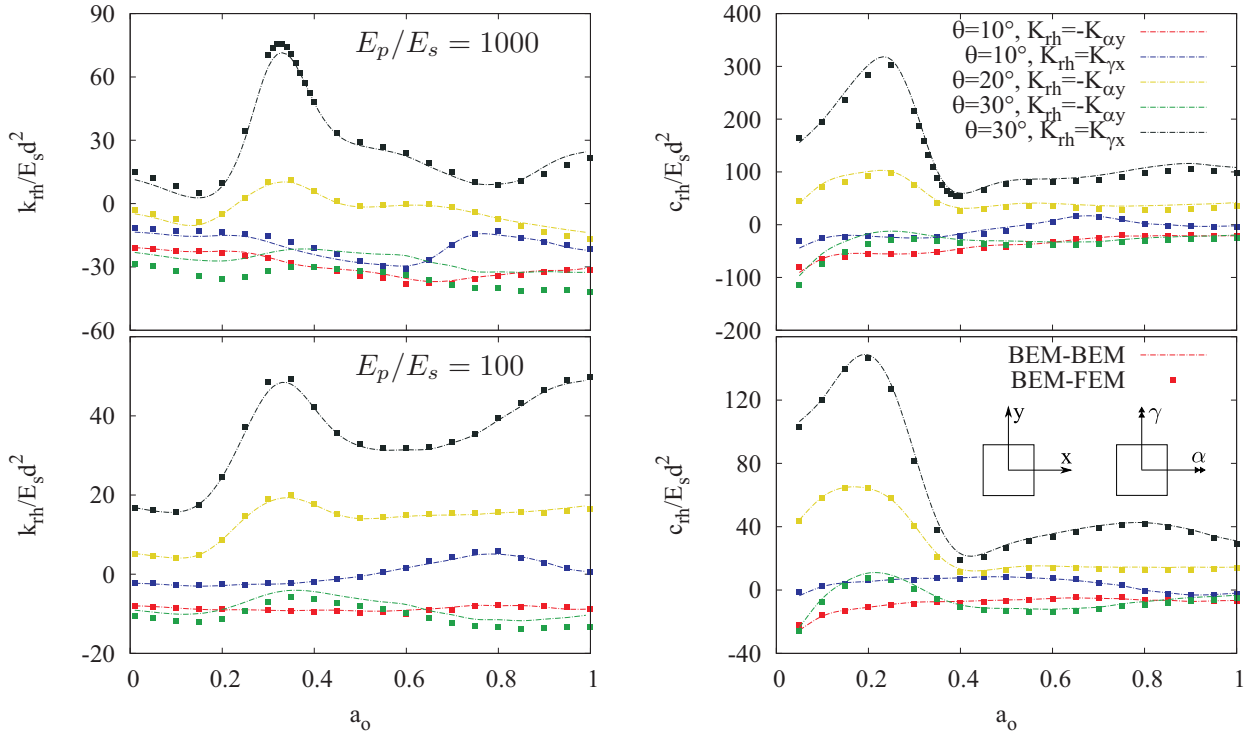 90
60
30
0
-30
-60
k_rh/E_s d^2
E_p/E_s = 1000
400
300
200
100
0
-100
-200
c_rh/E_s d^2
θ=10°, K_rh=-K_αy
θ=10°, K_rh=K_γx
θ=20°, K_rh=-K_αy
θ=30°, K_rh=-K_αy
θ=30°, K_rh=K_γx
40
20
0
-20
k_rh/E_s d^2
E_p/E_s = 100
0
0.2
0.4
0.6
0.8
1
a_o
120
80
40
0
-40
c_rh/E_s d^2
BEM-BEM
BEM-FEM
y
x
γ
α
0
0.2
0.4
0.6
0.8
1
a_o